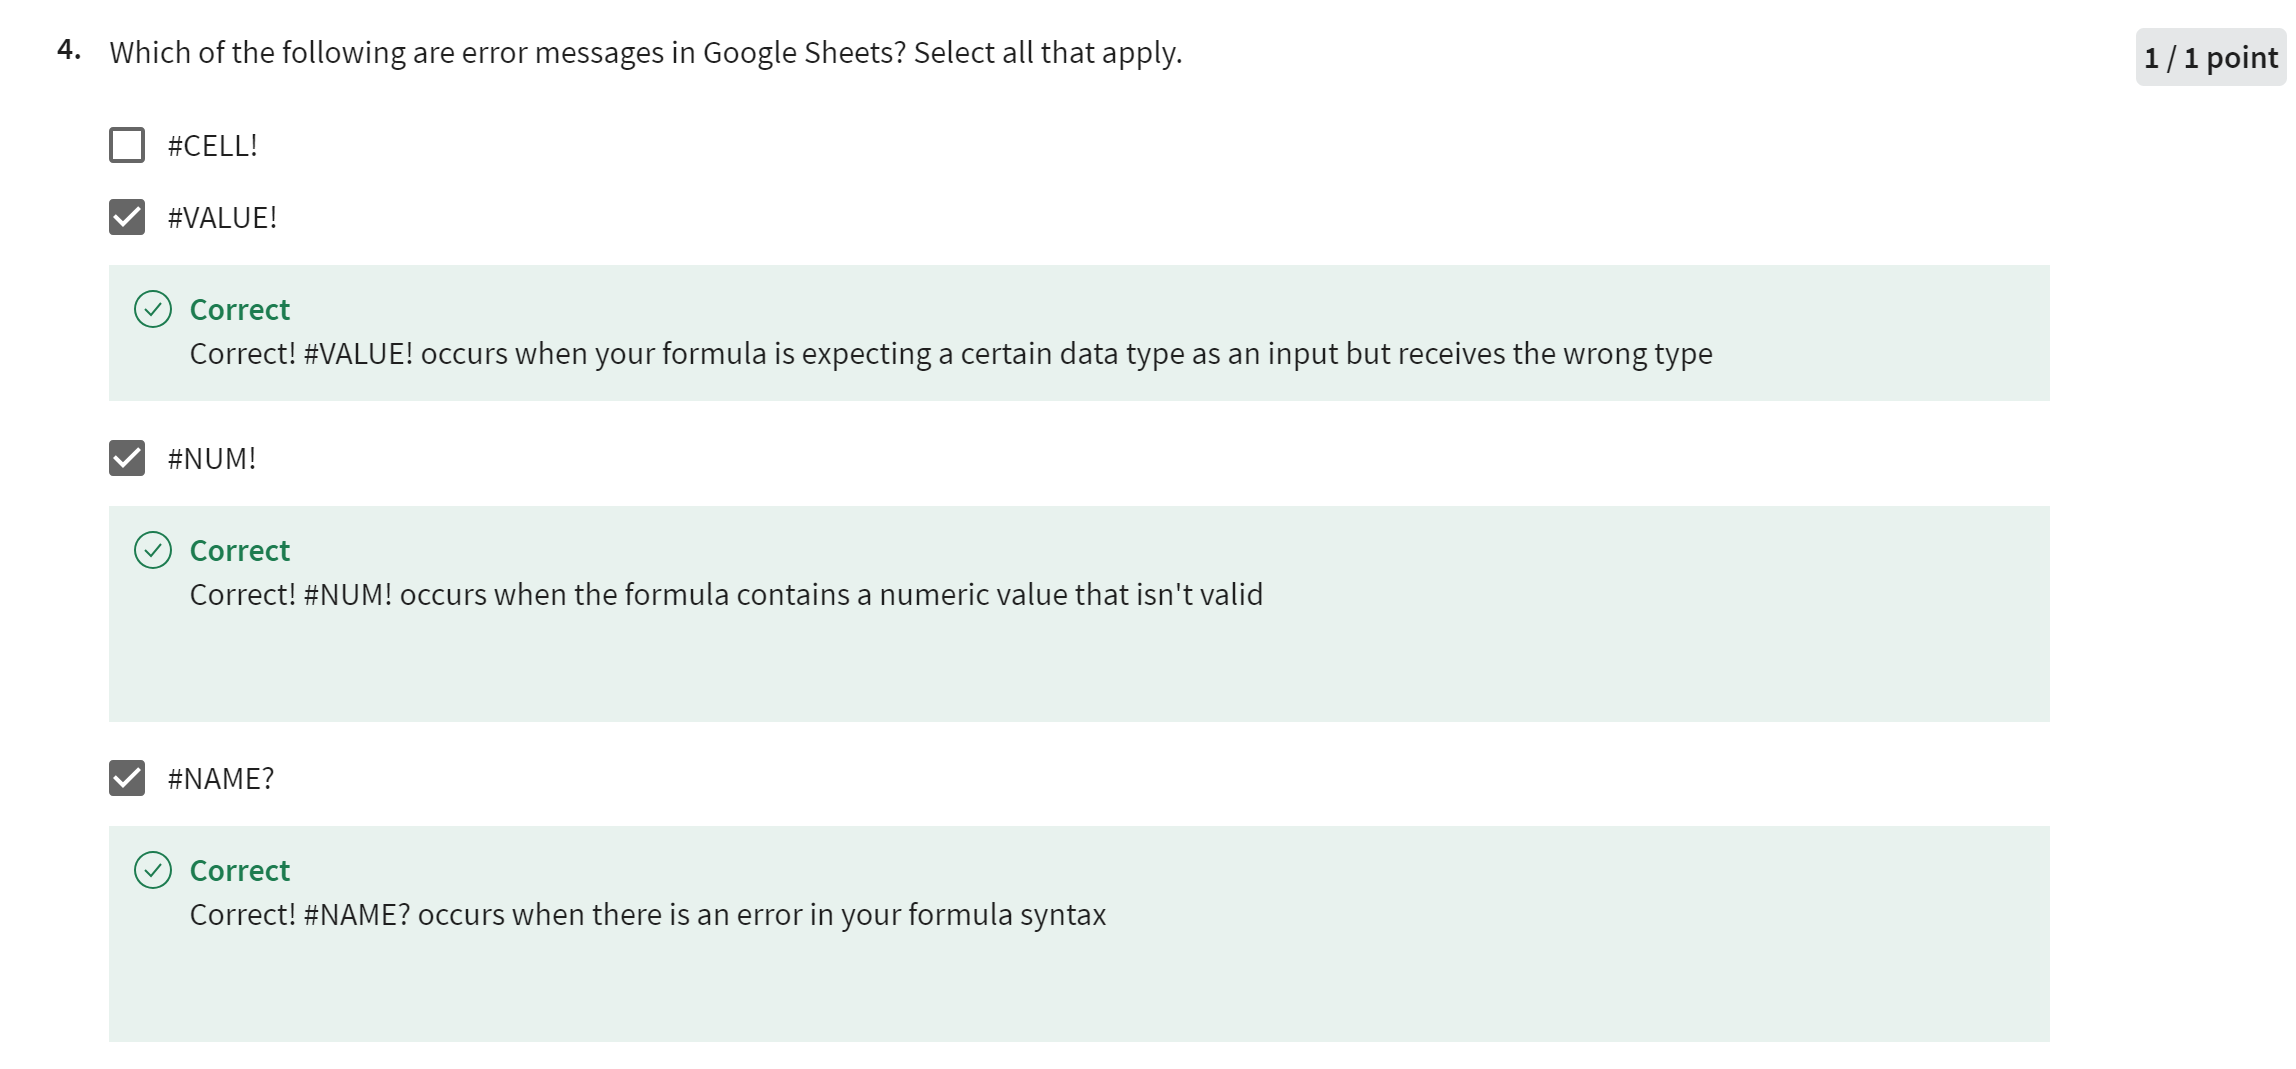 4. Which of the following are error messages in Google Sheets? Select all that apply.
1 / 1 point
#CELL!
#VALUE!
Correct
Correct! #VALUE! occurs when your formula is expecting a certain data type as an input but receives the wrong type
#NUM!
Correct
Correct! #NUM! occurs when the formula contains a numeric value that isn't valid
#NAME?
Correct
Correct! #NAME? occurs when there is an error in your formula syntax